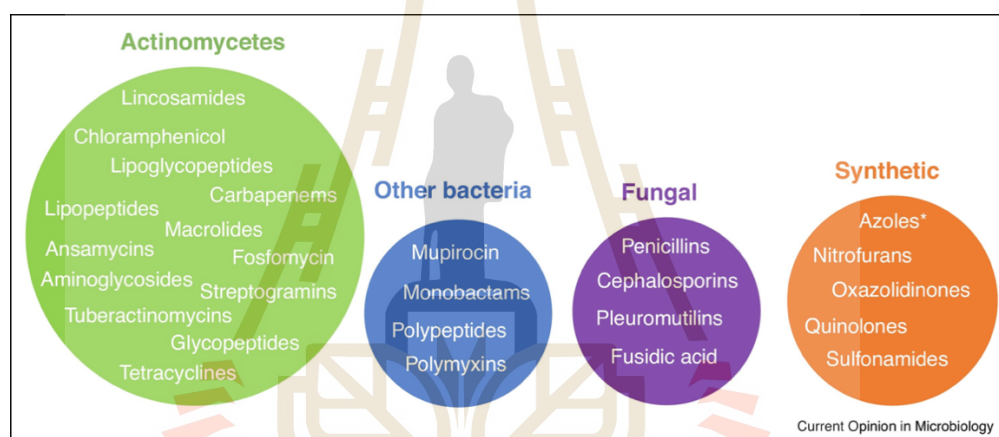 Actinomycetes
Lincosamides
Chloramphenicol
Lipoglycopeptides
Carbapenems
Lipopeptides
Macrolides
Ansamycins
Fosfomycin
Aminoglycosides
Streptogramins
Tuberactinomycins
Glycopeptides
Tetracyclines
Other bacteria
Mupirocin
Monobactams
Polypeptides
Polymyxins
Fungal
Penicillins
Cephalosporins
Pleuromutilins
Fusidic acid
Synthetic
Azoles*
Nitrofurans
Oxazolidinones
Quinolones
Sulfonamides
Current Opinion in Microbiology